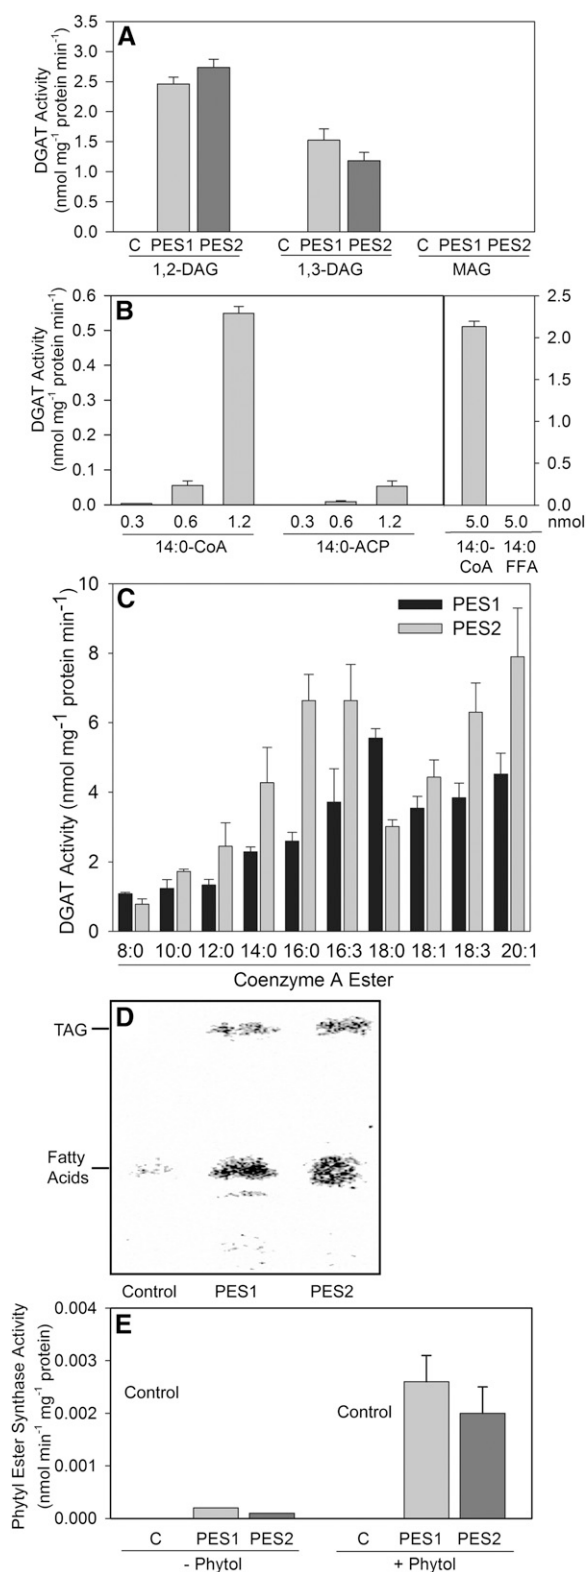 A
DGAT Activity
(nmol mg⁻¹ protein min⁻¹)
3.5
3.0
2.5
2.0
1.5
1.0
0.5
0.0
C PES1 PES2 C PES1 PES2 C PES1 PES2
1,2-DAG 1,3-DAG MAG
B
DGAT Activity
(nmol mg⁻¹ protein min⁻¹)
0.6
0.5
0.4
0.3
0.2
0.1
0.0
2.5
2.0
1.5
1.0
0.5
0.0
0.3 0.6 1.2 0.3 0.6 1.2 5.0 5.0 nmol
14:0-CoA 14:0-ACP 14:0-CoA 14:0 FFA
C
DGAT Activity (nmol mg⁻¹ protein min⁻¹)
10
8
6
4
2
0
PES1
PES2
8:0 10:0 12:0 14:0 16:0 16:3 18:0 18:1 18:3 20:1
Coenzyme A Ester
D
TAG
Fatty
Acids
Control PES1 PES2
E
Phytyl Ester Synthase Activity
(nmol min⁻¹ mg⁻¹ protein)
0.004
0.003
0.002
0.001
0.000
Control
Control
C PES1 PES2 C PES1 PES2
- Phytol + Phytol